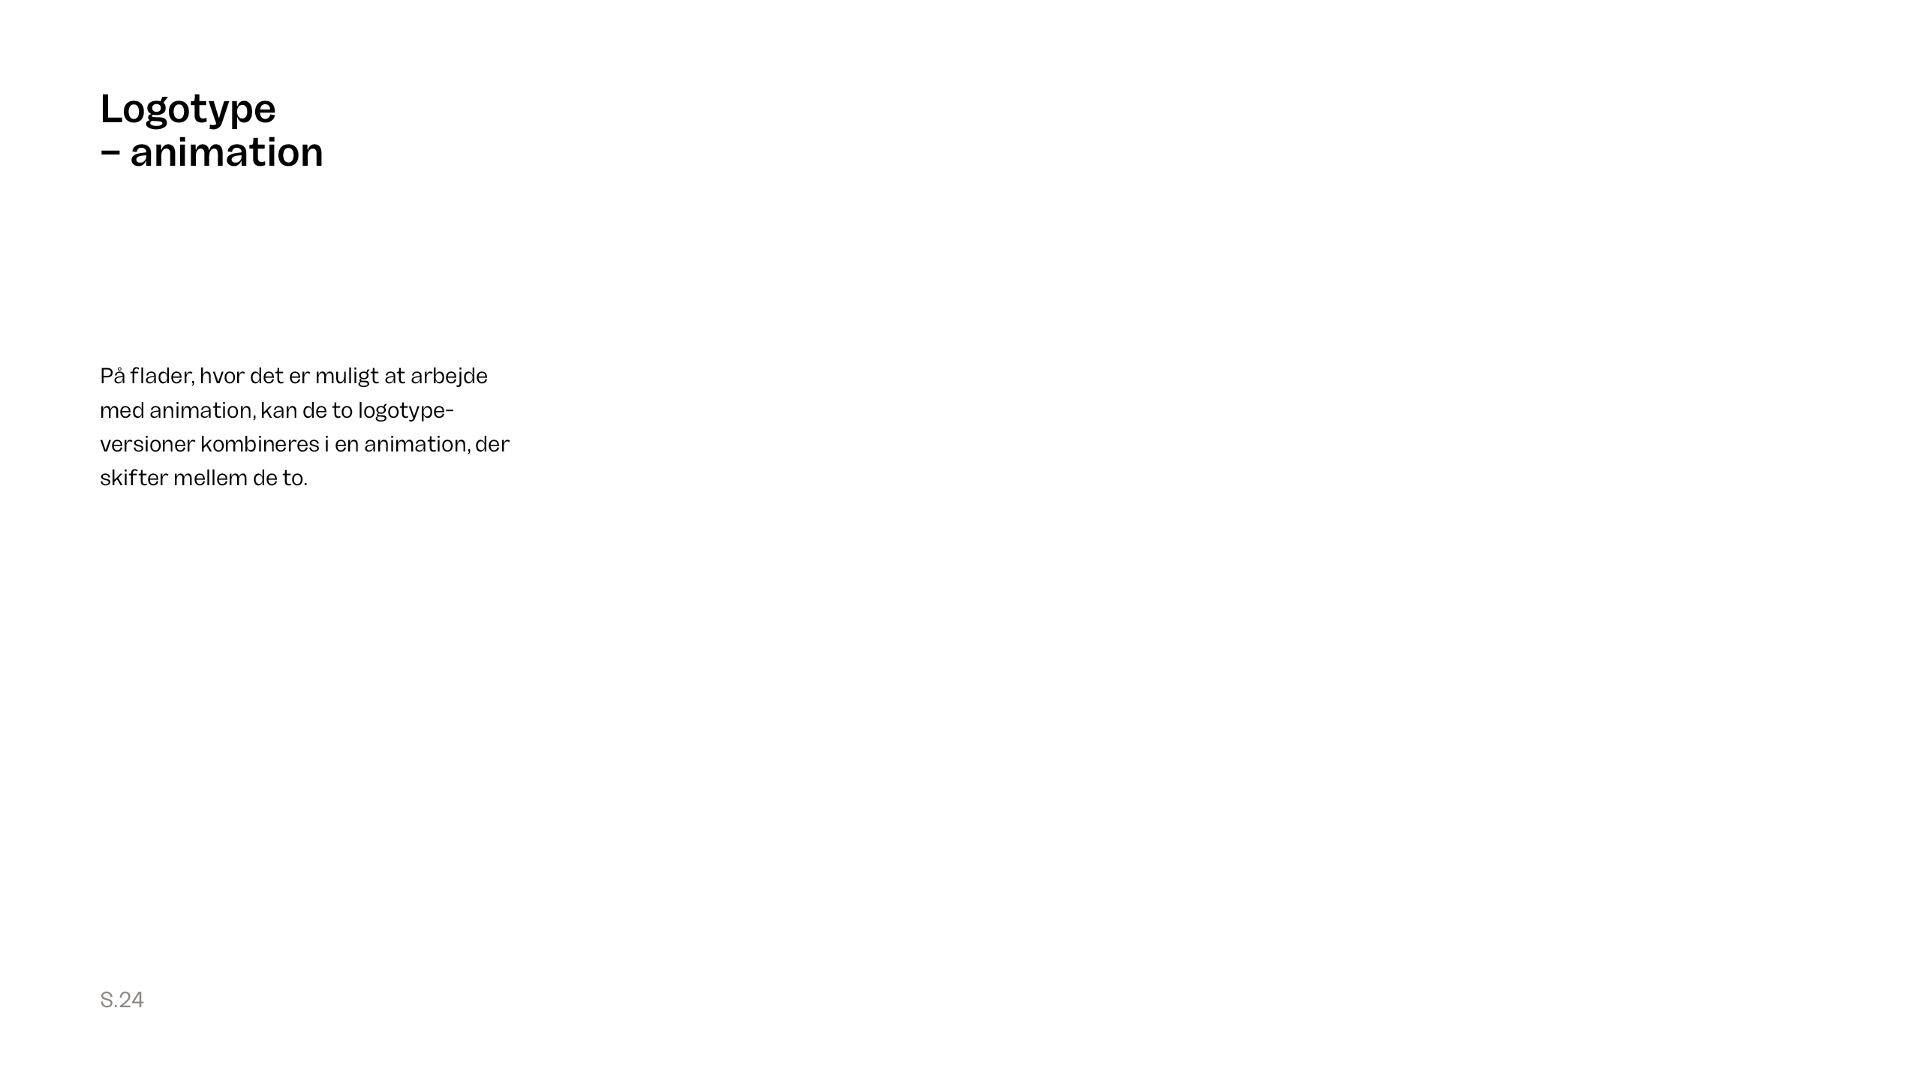 Logotype
– animation
På flader, hvor det er muligt at arbejde
med animation, kan de to logotype-
versioner kombineres i en animation, der
skifter mellem de to.
S.24